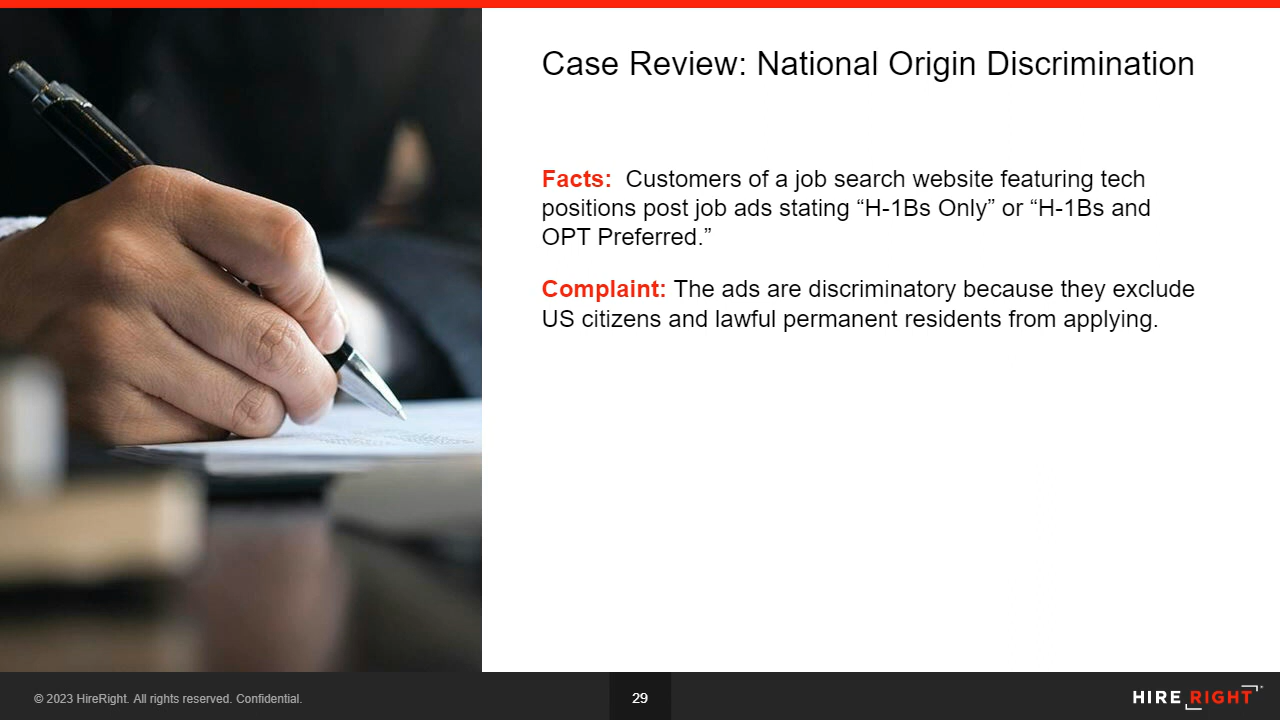 Case Review: National Origin Discrimination
Facts:  Customers of a job search website featuring tech
positions post job ads stating “H-1Bs Only” or “H-1Bs and
OPT Preferred.”
Complaint: The ads are discriminatory because they exclude
US citizens and lawful permanent residents from applying.
© 2023 HireRight. All rights reserved. Confidential.
29
HIRE RIGHT